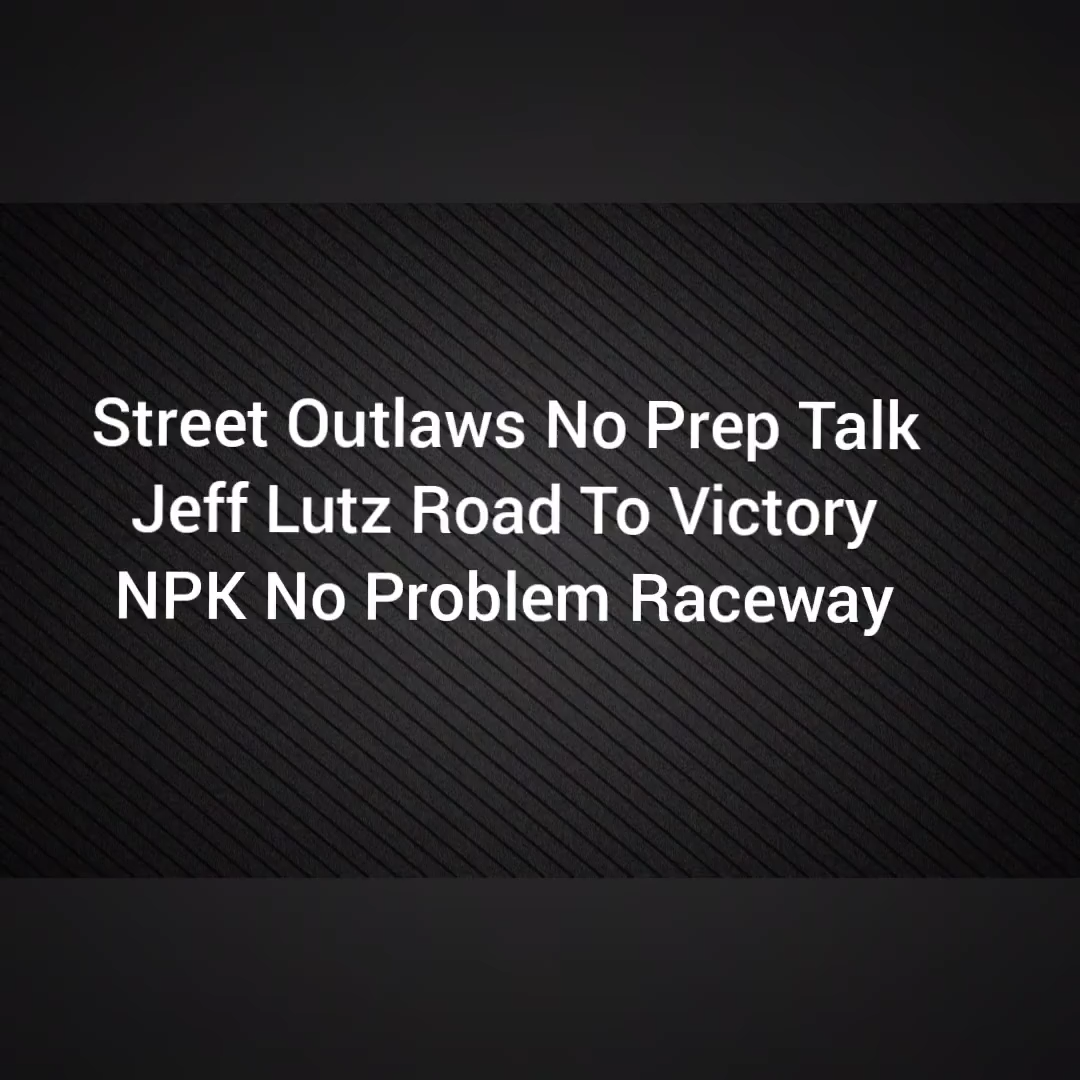 Street Outlaws No Prep Talk
Jeff Lutz Road To Victory
NPK No Problem Raceway